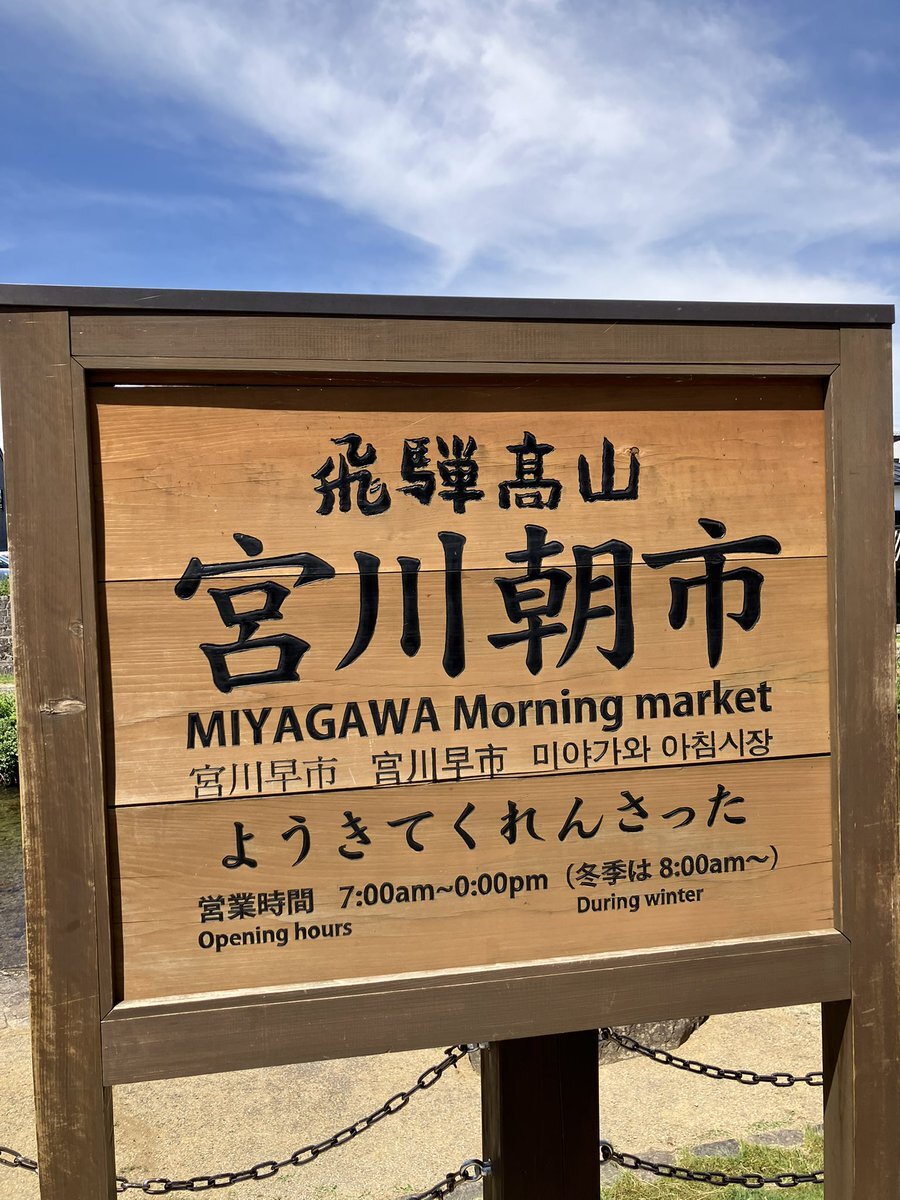 飛騨髙山
宮川朝市
MIYAGAWA Morning market
宮川早市 宫川早市 미야가와 아침시장
ようきてくれんさった
営業時間 7:00am~0:00pm (冬季は 8:00am~)
Opening hours During winter